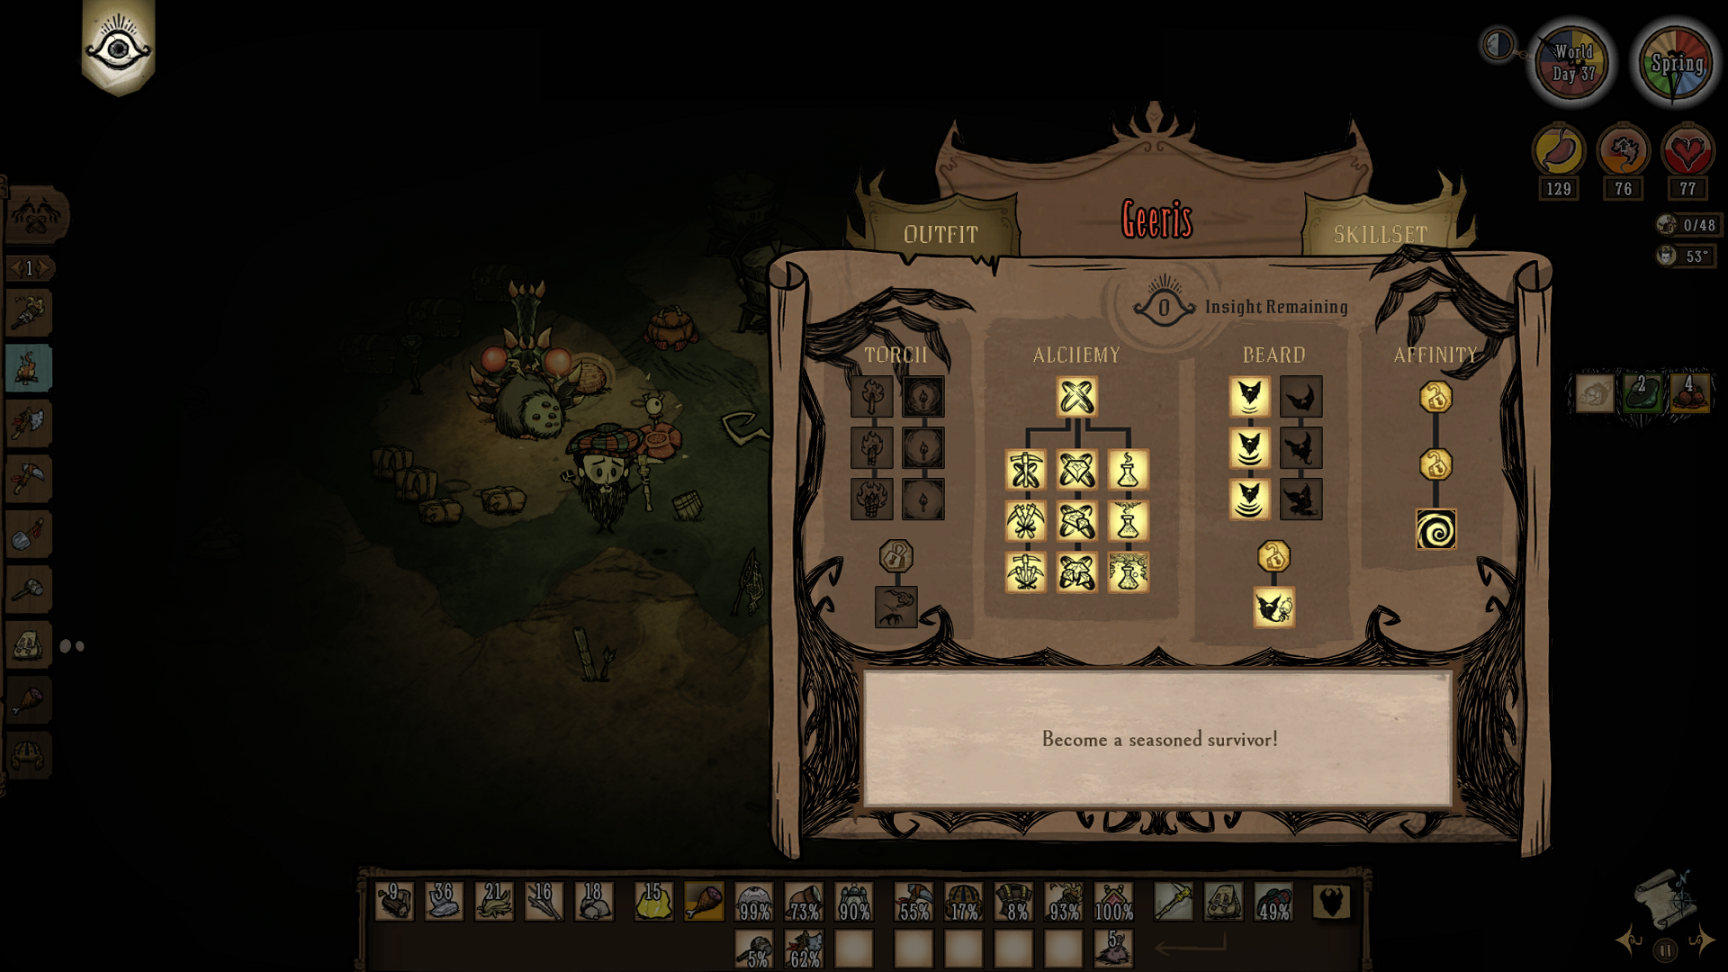 World
Day 37
Spring
129
76
77
0/48
53°
1
OUTFIT
Geeris
SKILLSET
0
Insight Remaining
TORCH
ALCHEMY
BEARD
AFFINITY
2
4
Become a seasoned survivor!
9
36
21
16
18
15
99%
73%
90%
55%
17%
8%
93%
100%
49%
5%
62%
5